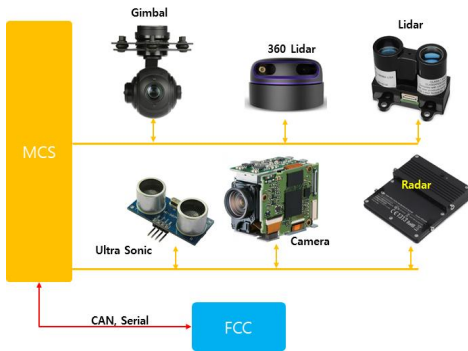 Gimbal
360 Lidar
Lidar
MCS
Radar
Ultra Sonic
Camera
CAN, Serial
FCC